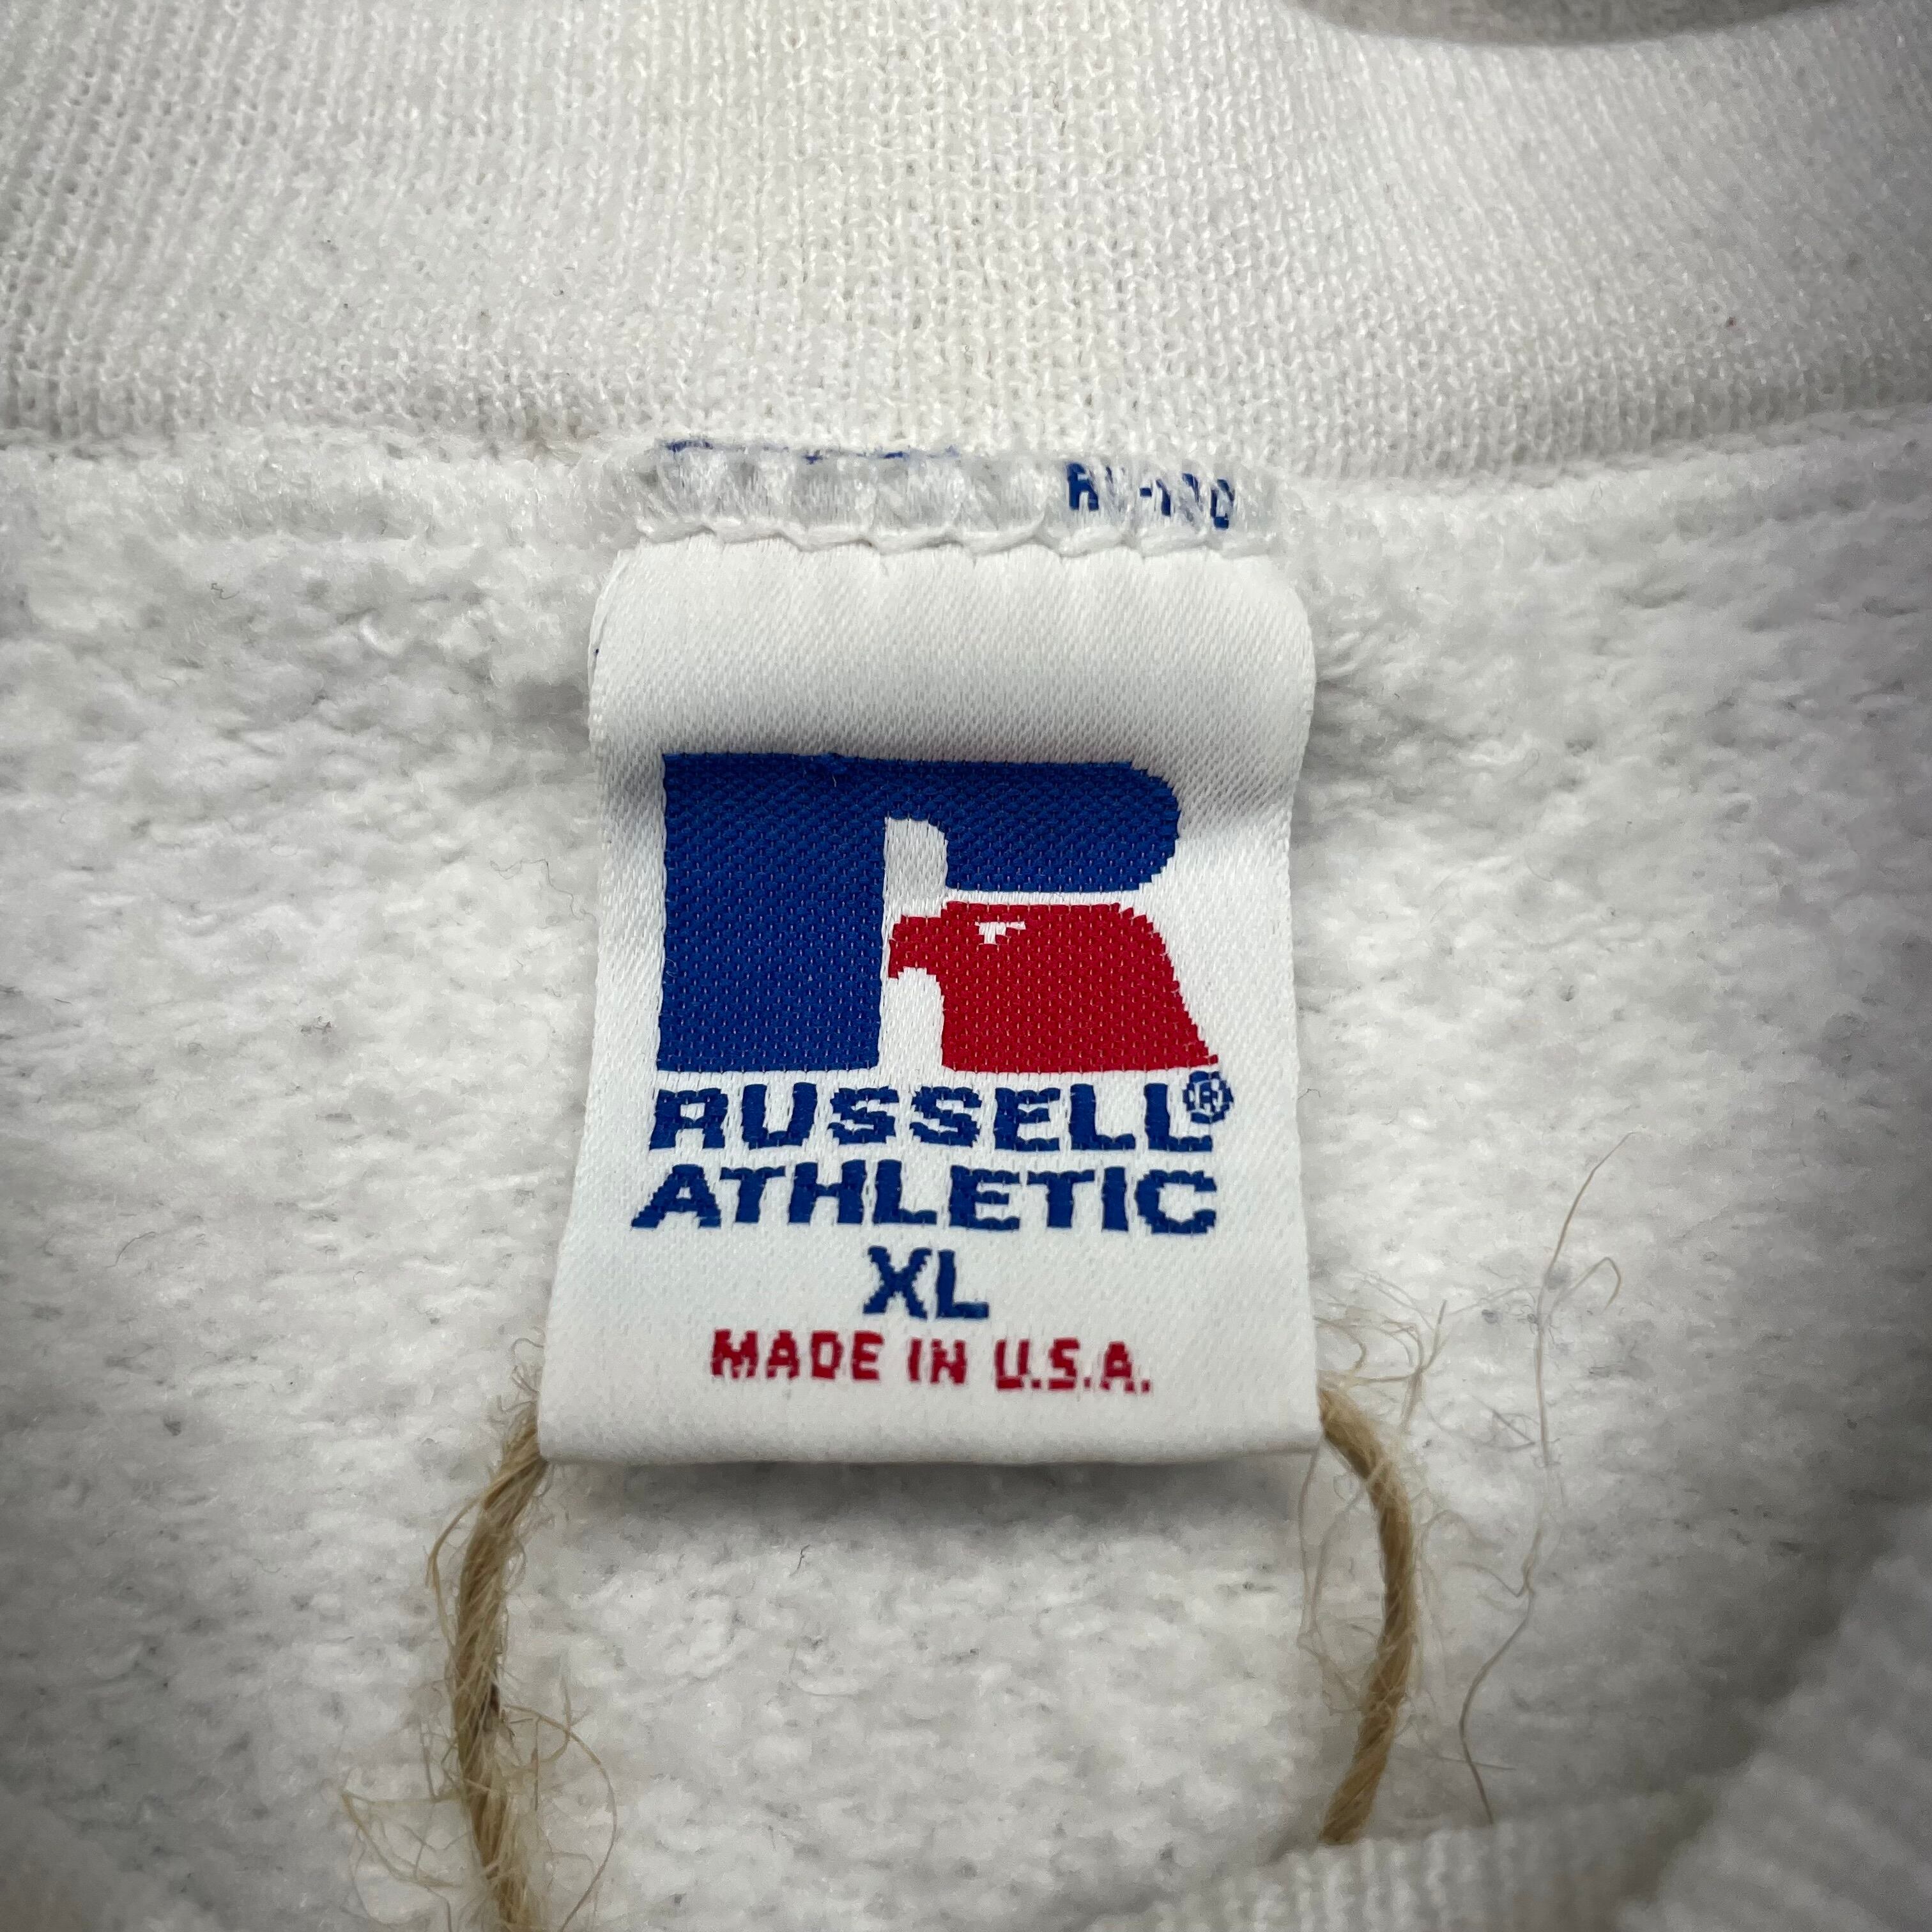 RUSSELL®
ATHLETIC
XL
MADE IN U.S.A.